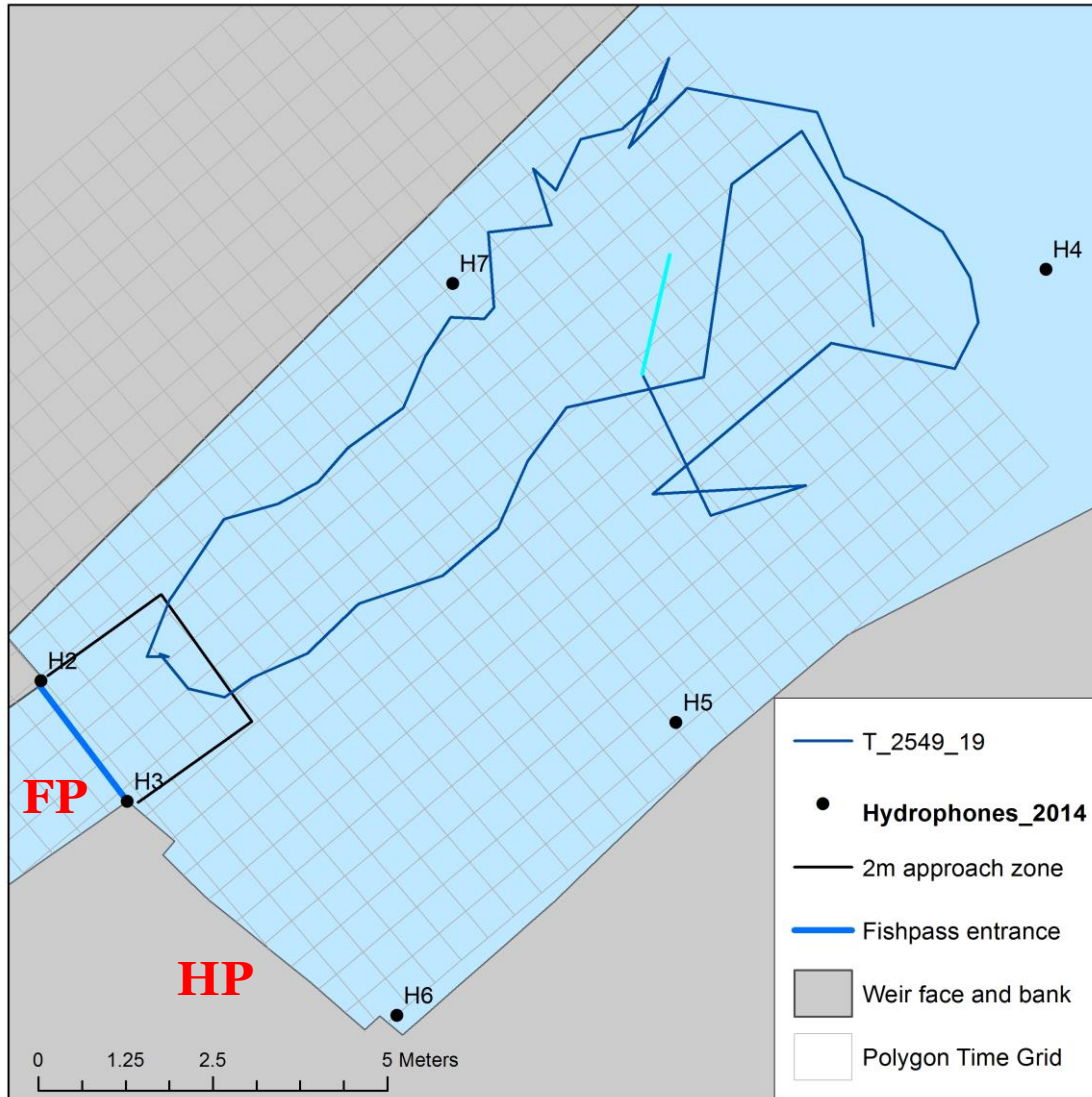 H4
H7
H2
H5
H3
FP
HP
H6
0 1.25 2.5 5 Meters
T_2549_19
Hydrophones_2014
2m approach zone
Fishpass entrance
Weir face and bank
Polygon Time Grid